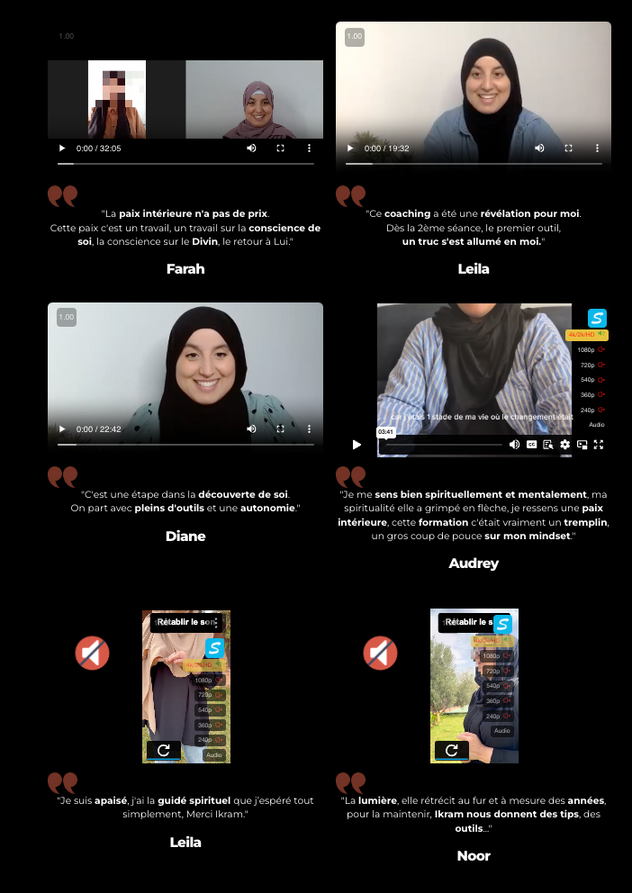 1.00
0:00 / 32:05
1.00
0:00 / 19:32
"La paix intérieure n'a pas de prix.
Cette paix c'est un travail, un travail sur la conscience de
soi, la conscience sur le Divin, le retour à Lui."
Farah
"Ce coaching a été une révélation pour moi.
Dès la 2ème séance, le premier outil,
un truc s'est allumé en moi."
Leila
1.00
0:00 / 22:42
S
4K/2k/HD
1080p
720p
540p
360p
240p
Audio
stade de ma vie où le changement était
03:41
"C'est une étape dans la découverte de soi.
On part avec pleins d'outils et une autonomie."
Diane
"Je me sens bien spirituellement et mentalement, ma
spiritualité elle a grimpé en flèche, je ressens une paix
intérieure, cette formation c'était vraiment un tremplin,
un gros coup de pouce sur mon mindset."
Audrey
Rétablir le son
S
4K/2k/HD
1080p
720p
540p
360p
240p
Audio
Rétablir le s
S
1080p
720p
540p
360p
240p
Audio
"Je suis apaisé, j'ai la guidé spirituel que j'espéré tout
simplement, Merci Ikram."
Leila
"La lumière, elle rétrécit au fur et à mesure des années,
pour la maintenir, Ikram nous donnent des tips, des
outils..."
Noor